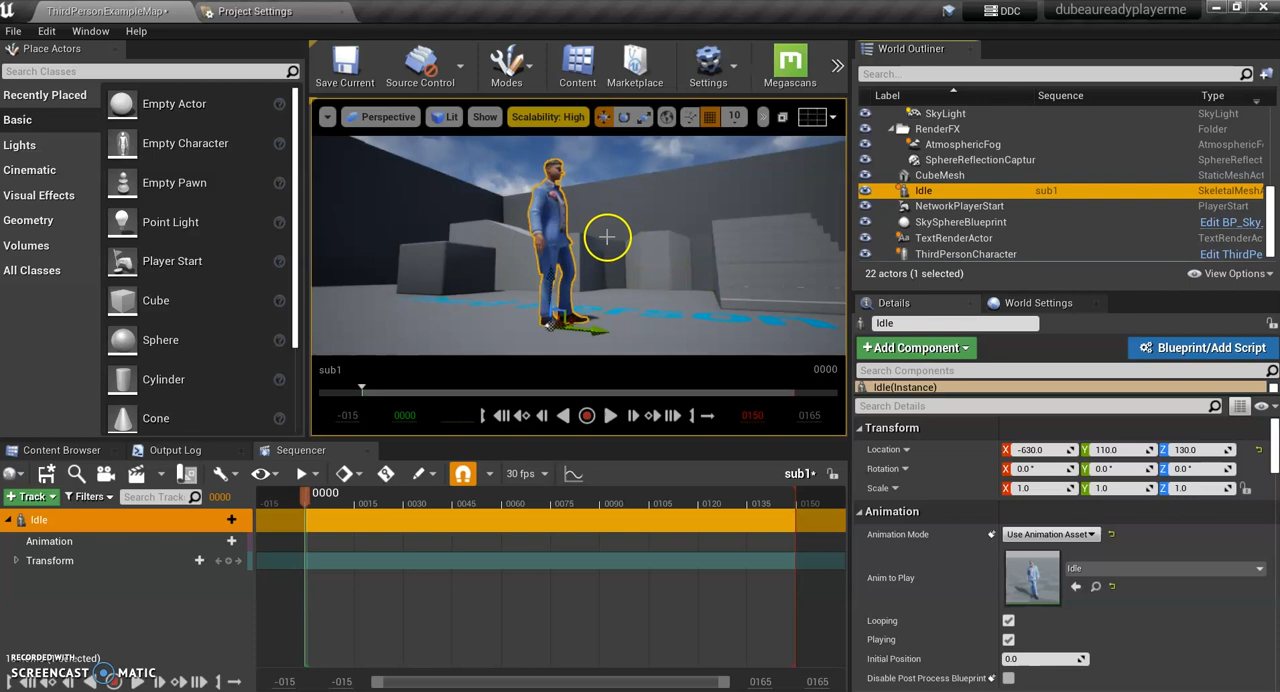 ThirdPersonExampleMap*
Project Settings
DDC
dubeaureadyplayerme
File
Edit
Window
Help
Place Actors
Search Classes
Recently Placed
Basic
Lights
Cinematic
Visual Effects
Geometry
Volumes
All Classes
Empty Actor
Empty Character
Empty Pawn
Point Light
Player Start
Cube
Sphere
Cylinder
Cone
Save Current
Source Control
Modes
Content
Marketplace
Settings
Megascans
Perspective
Lit
Show
Scalability: High
10
sub1
0000
-015
0000
0150
0165
World Outliner
Search...
Label
Sequence
Type
SkyLight
SkyLight
RenderFX
Folder
AtmosphericFog
AtmosphericFog
SphereReflectionCaptur
SphereReflect
CubeMesh
StaticMeshAct
Idle
sub1
SkeletalMeshA
NetworkPlayerStart
PlayerStart
SkySphereBlueprint
Edit BP_Sky_
TextRenderActor
TextRenderAc
ThirdPersonCharacter
Edit ThirdPe
22 actors (1 selected)
View Options
Details
World Settings
Idle
+Add Component
Blueprint/Add Script
Search Components
Idle(Instance)
Search Details
Transform
Location
X -630.0
Y 110.0
Z 130.0
Rotation
X 0.0 °
Y 0.0 °
Z 0.0 °
Scale
X 1.0
Y 1.0
Z 1.0
Animation
Animation Mode
Use Animation Asset
Anim to Play
Idle
Looping
Playing
Initial Position
0.0
Disable Post Process Blueprint
Content Browser
Output Log
Sequencer
30 fps
sub1*
+ Track
Filters
Search Tracks
0000
-015
0000
0015
0030
0045
0060
0075
0090
0105
0120
0135
0150
Idle
Animation
Transform
RECORDED WITH
SCREENCAST MATIC
-015
-015
0165
0165